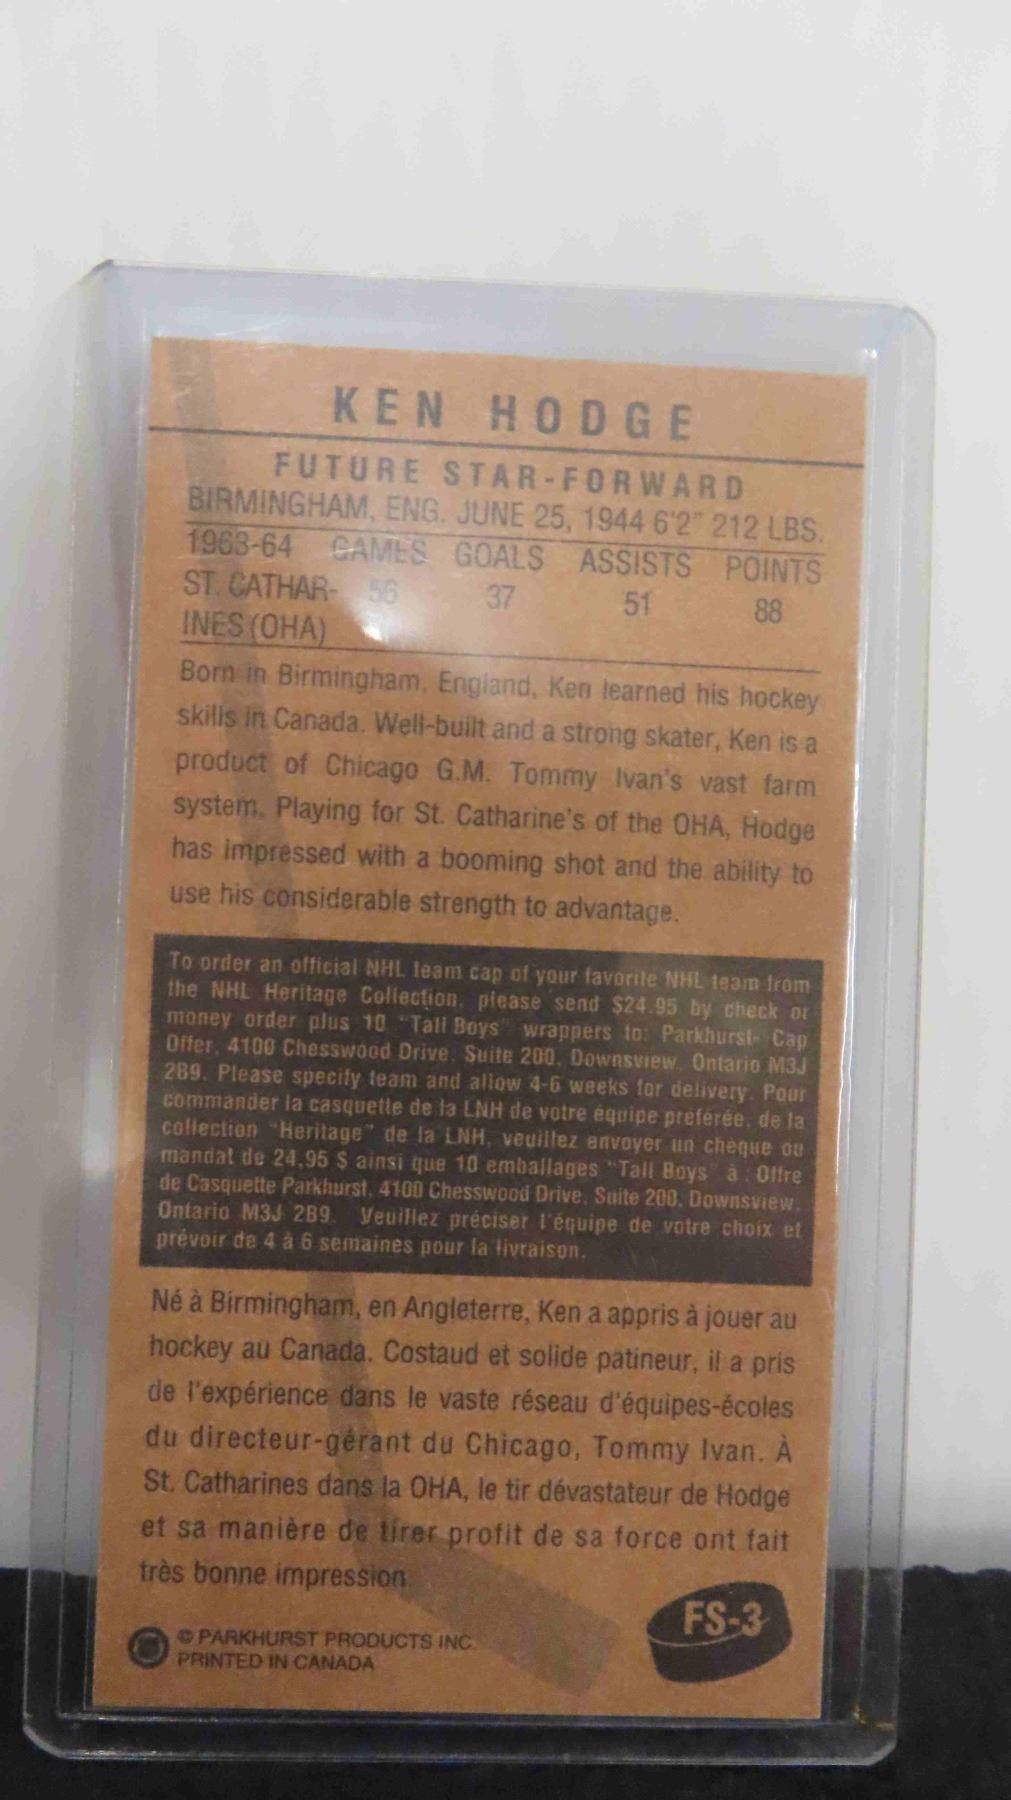 KEN HODGE
FUTURE STAR-FORWARD
BIRMINGHAM, ENG. JUNE 25, 1944 6'2" 212 LBS.
1963-64 GAMES GOALS ASSISTS POINTS
ST. CATHAR- 56 37 51 88
INES (OHA)
Born in Birmingham, England, Ken learned his hockey
skills in Canada. Well-built and a strong skater, Ken is a
product of Chicago G.M. Tommy Ivan's vast farm
system. Playing for St. Catharine's of the OHA, Hodge
has impressed with a booming shot and the ability to
use his considerable strength to advantage.
To order an official NHL team cap of your favorite NHL team from
the NHL Heritage Collection, please send $24.95 by check or
money order plus 10 "Tall Boys" wrappers to: Parkhurst- Cap
Offer, 4100 Chesswood Drive, Suite 200, Downsview, Ontario M3J
2B9. Please specify team and allow 4-6 weeks for delivery. Pour
commander la casquette de la LNH de votre équipe préférée, de la
collection "Heritage" de la LNH, veuillez envoyer un chèque ou
mandat de 24,95 $ ainsi que 10 emballages "Tall Boys" à : Offre
de Casquette Parkhurst, 4100 Chesswood Drive, Suite 200, Downsview,
Ontario M3J 2B9. Veuillez préciser l'équipe de votre choix et
prévoir de 4 à 6 semaines pour la livraison.
Né à Birmingham, en Angleterre, Ken a appris à jouer au
hockey au Canada. Costaud et solide patineur, il a pris
de l'expérience dans le vaste réseau d'équipes-écoles
du directeur-gérant du Chicago, Tommy Ivan. À
St. Catharines dans la OHA, le tir dévastateur de Hodge
et sa manière de tirer profit de sa force ont fait
très bonne impression.
FS-3
© PARKHURST PRODUCTS INC.
PRINTED IN CANADA